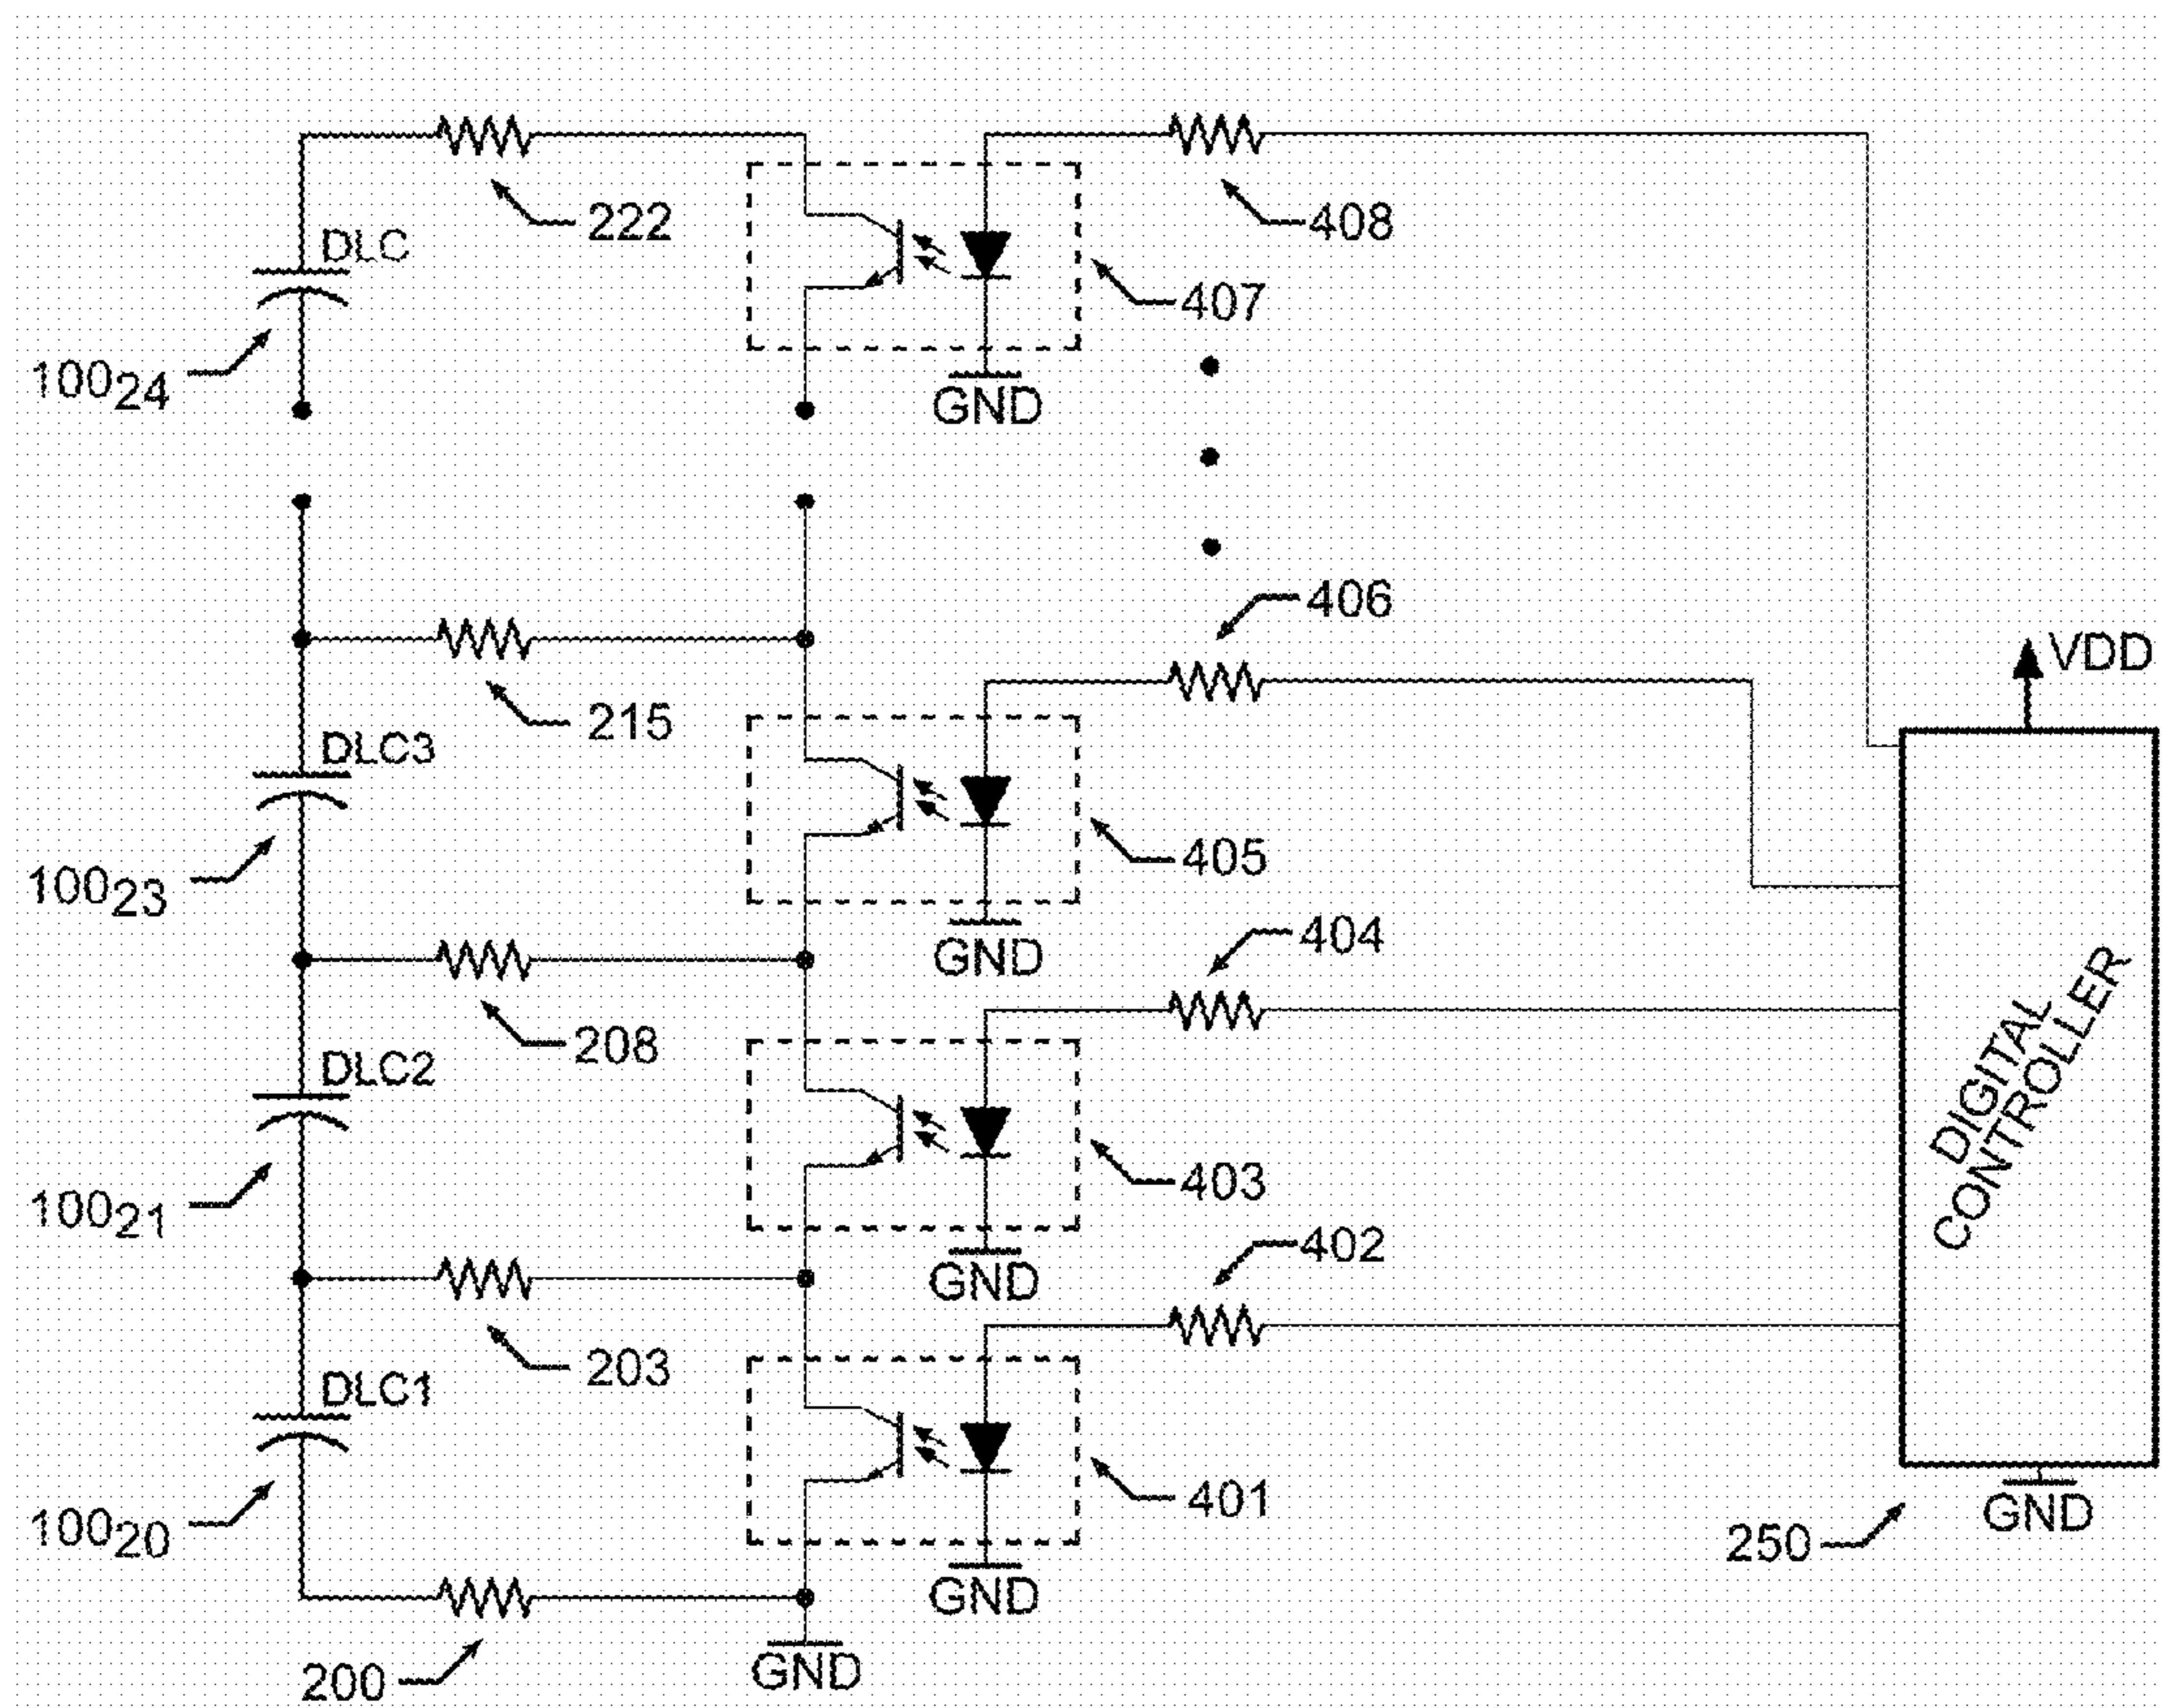 222
408
DLC
407
100₂₄
GND
406
VDD
215
DLC3
405
100₂₃
404
GND
208
DLC2
403
100₂₁
DIGITAL
CONTROLLER
402
GND
203
DLC1
401
100₂₀
GND
GND
250
200
GND